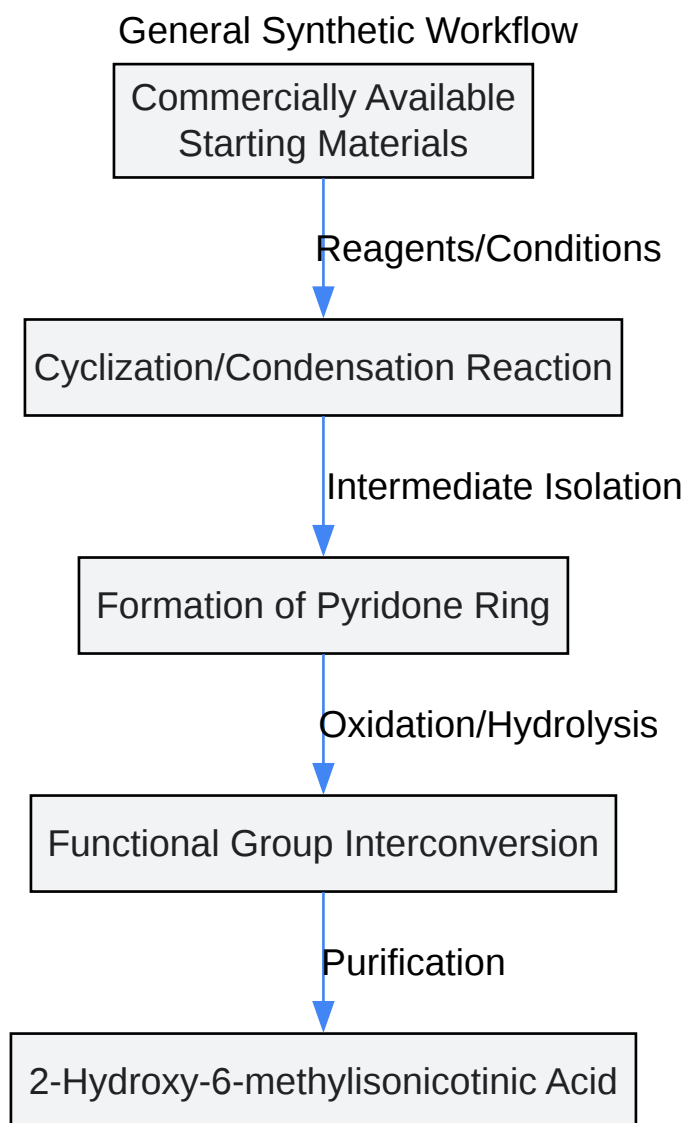 General Synthetic Workflow
Commercially Available
Starting Materials
Reagents/Conditions
Cyclization/Condensation Reaction
Intermediate Isolation
Formation of Pyridone Ring
Oxidation/Hydrolysis
Functional Group Interconversion
Purification
2-Hydroxy-6-methylisonicotinic Acid